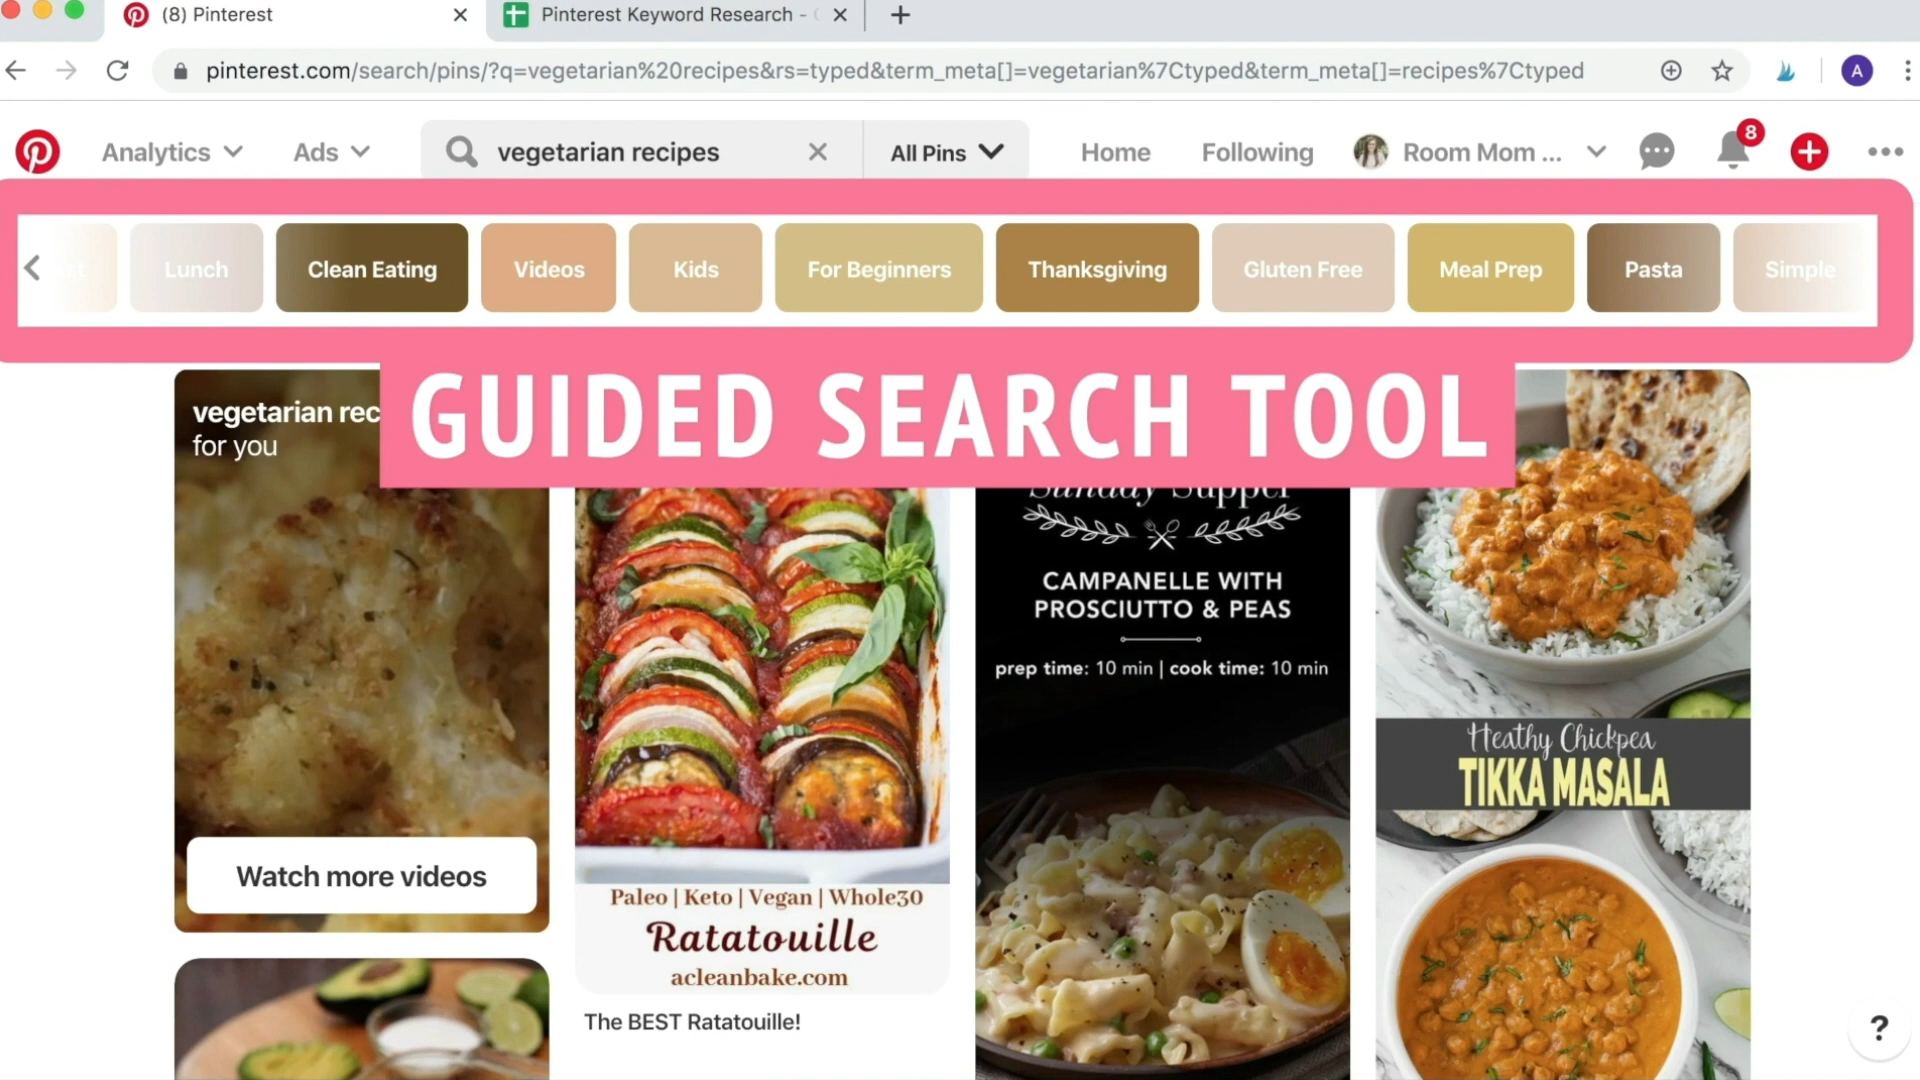 (8) Pinterest
Pinterest Keyword Research -
pinterest.com/search/pins/?q=vegetarian%20recipes&rs=typed&term_meta[]=vegetarian%7Ctyped&term_meta[]=recipes%7Ctyped
A
Analytics
Ads
vegetarian recipes
All Pins
Home
Following
Room Mom ...
8
Lunch
Clean Eating
Videos
Kids
For Beginners
Thanksgiving
Gluten Free
Meal Prep
Pasta
Simple
GUIDED SEARCH TOOL
vegetarian rec
for you
Watch more videos
Paleo | Keto | Vegan | Whole30
Ratatouille
acleanbake.com
The BEST Ratatouille!
Sunday Supper
CAMPANELLE WITH
PROSCIUTTO & PEAS
prep time: 10 min | cook time: 10 min
Heathy Chickpea
TIKKA MASALA
?